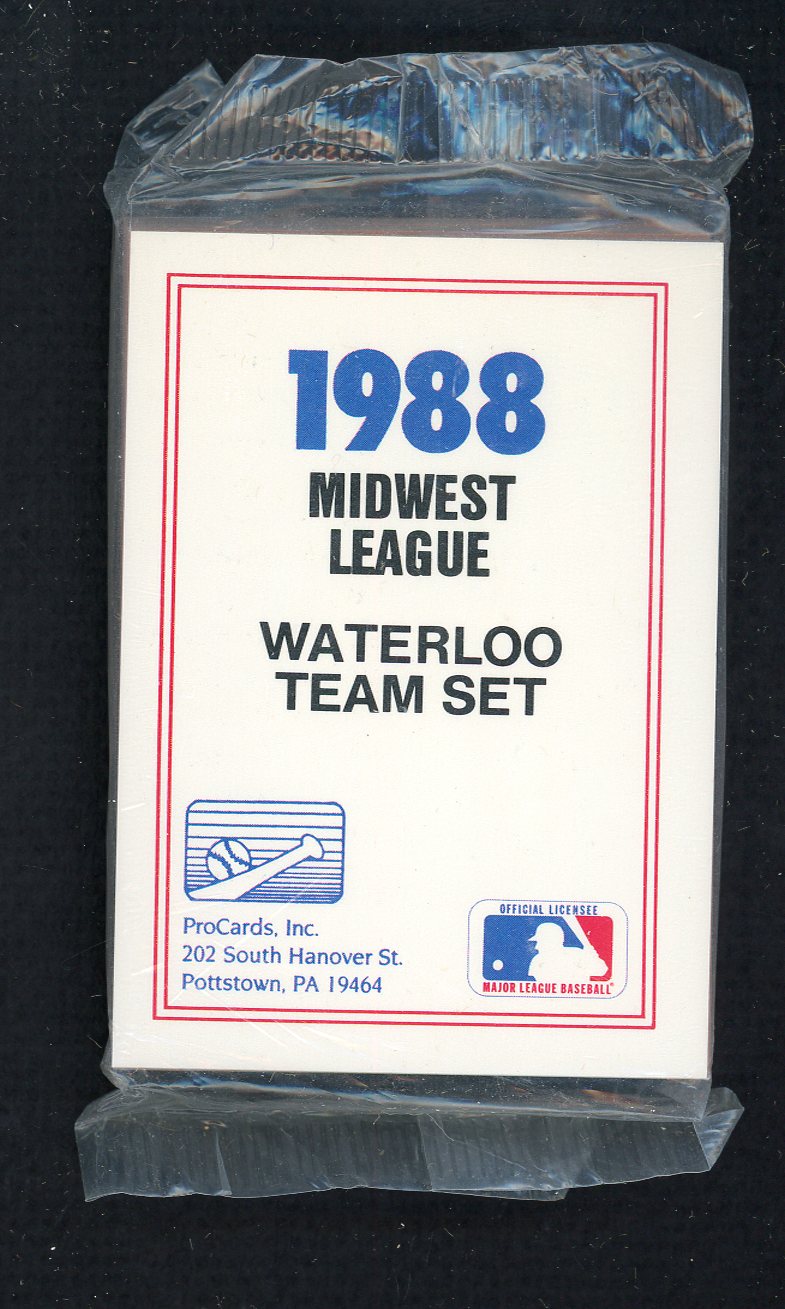 1988
MIDWEST
LEAGUE
WATERLOO
TEAM SET
ProCards, Inc.
202 South Hanover St.
Pottstown, PA 19464
OFFICIAL LICENSEE
MAJOR LEAGUE BASEBALL®